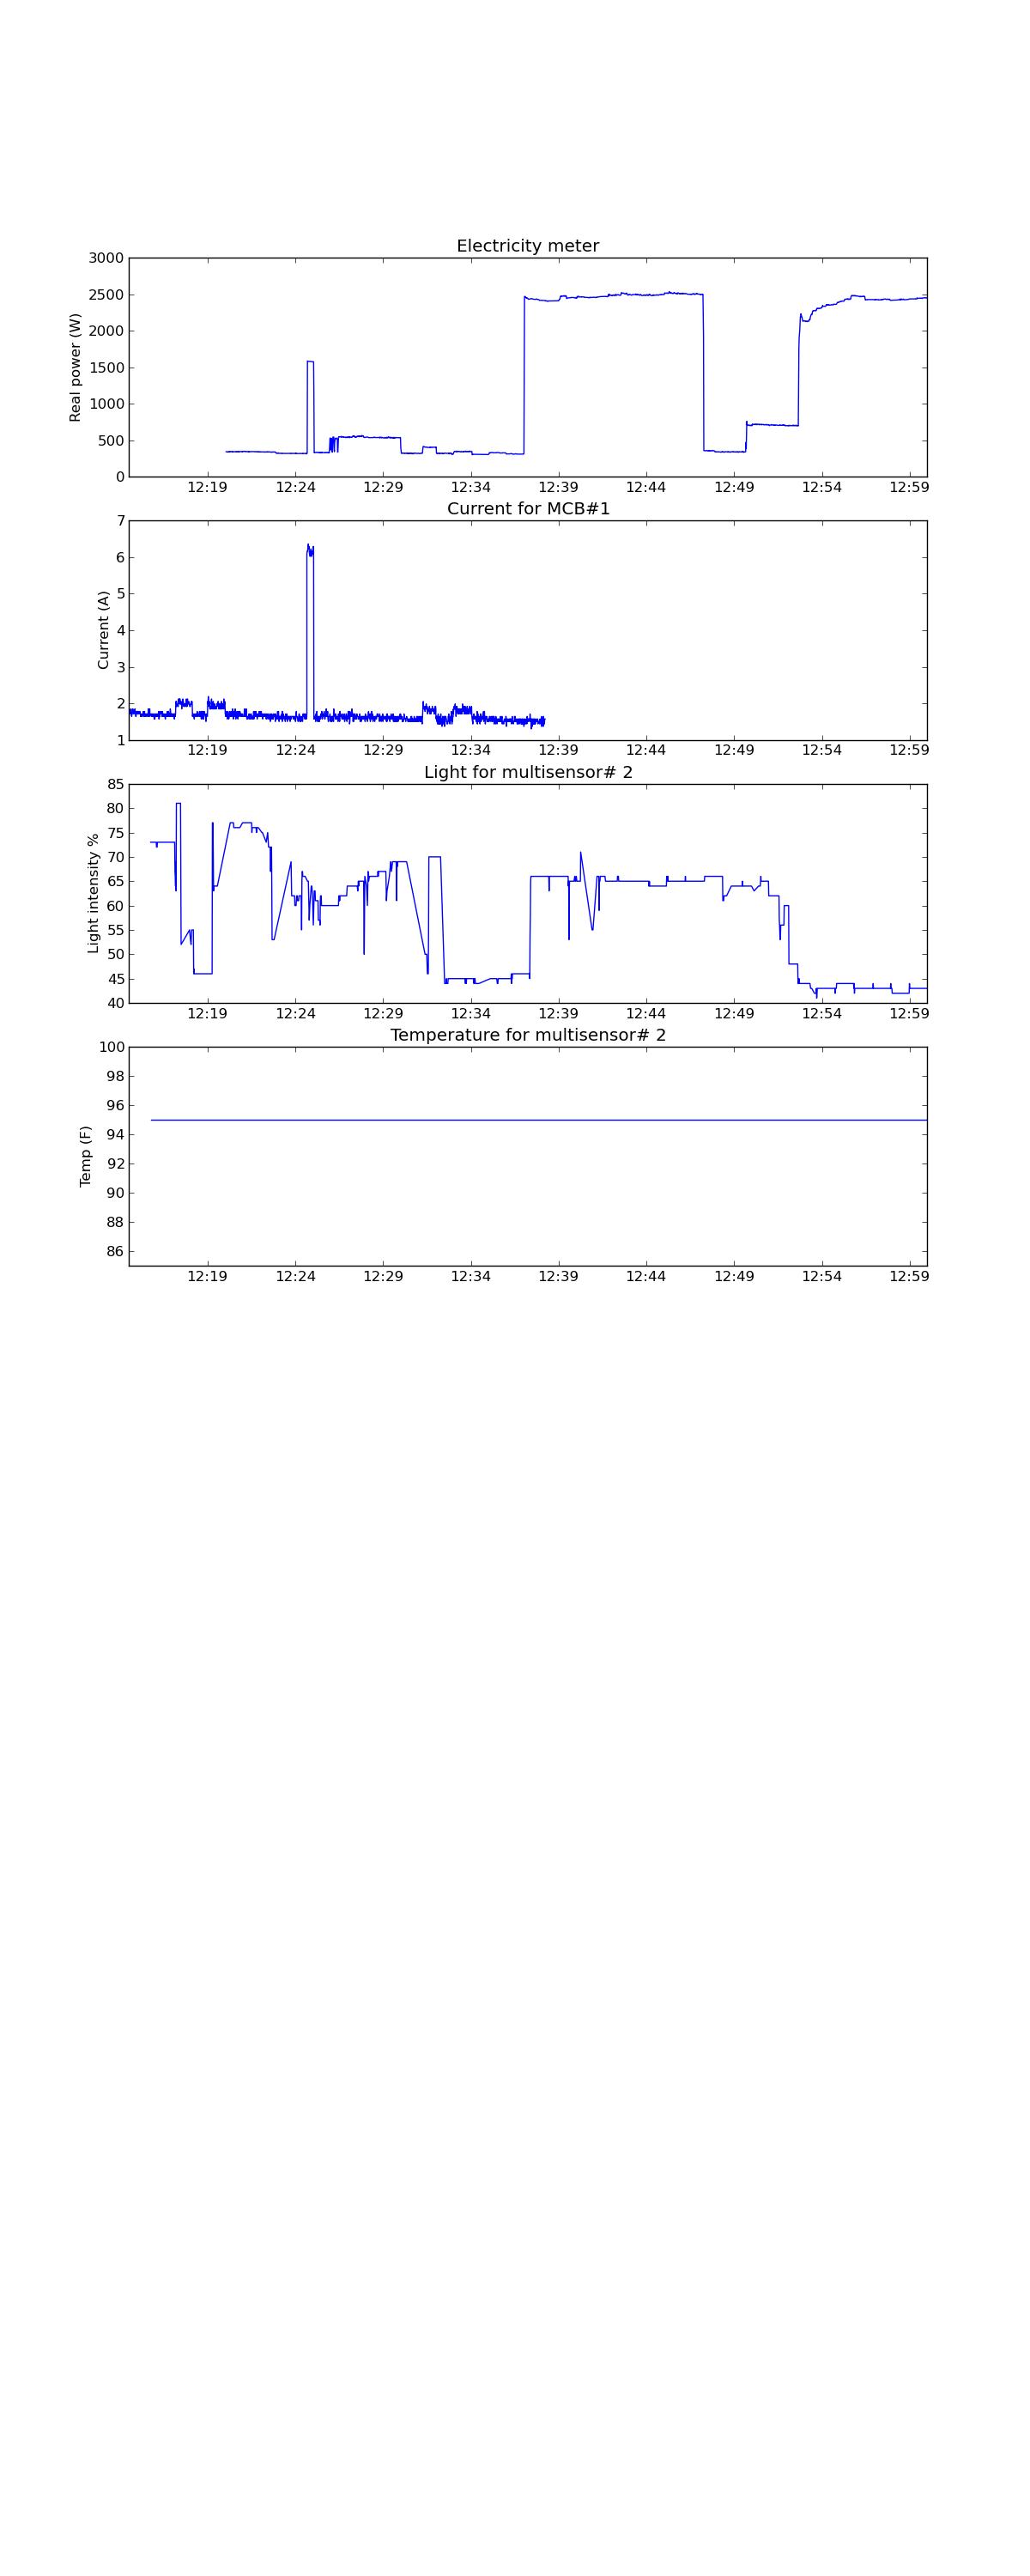 Electricity meter
Real power (W)
3000
2500
2000
1500
1000
500
0
12:19 12:24 12:29 12:34 12:39 12:44 12:49 12:54 12:59
Current for MCB#1
Current (A)
7
6
5
4
3
2
1
12:19 12:24 12:29 12:34 12:39 12:44 12:49 12:54 12:59
Light for multisensor# 2
Light intensity %
85
80
75
70
65
60
55
50
45
40
12:19 12:24 12:29 12:34 12:39 12:44 12:49 12:54 12:59
Temperature for multisensor# 2
Temp (F)
100
98
96
94
92
90
88
86
12:19 12:24 12:29 12:34 12:39 12:44 12:49 12:54 12:59